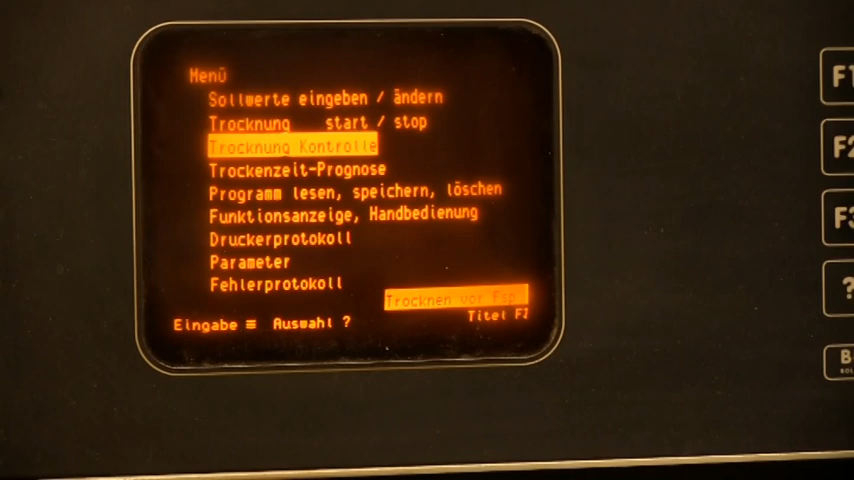 Menü
Sollwerte eingeben / ändern
Trocknung start / stop
Trocknung Kontrolle
Trockenzeit-Prognose
Programm lesen, speichern, löschen
Funktionsanzeige, Handbedienung
Druckerprotokoll
Parameter
Fehlerprotokoll
Trocknen vor Fsp
Eingabe ≡ Auswahl ?
Titel F2
F1
F2
F3
?
B